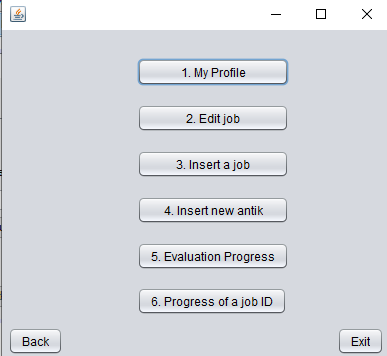 1. My Profile
2. Edit job
3. Insert a job
4. Insert new antik
5. Evaluation Progress
6. Progress of a job ID
Back
Exit